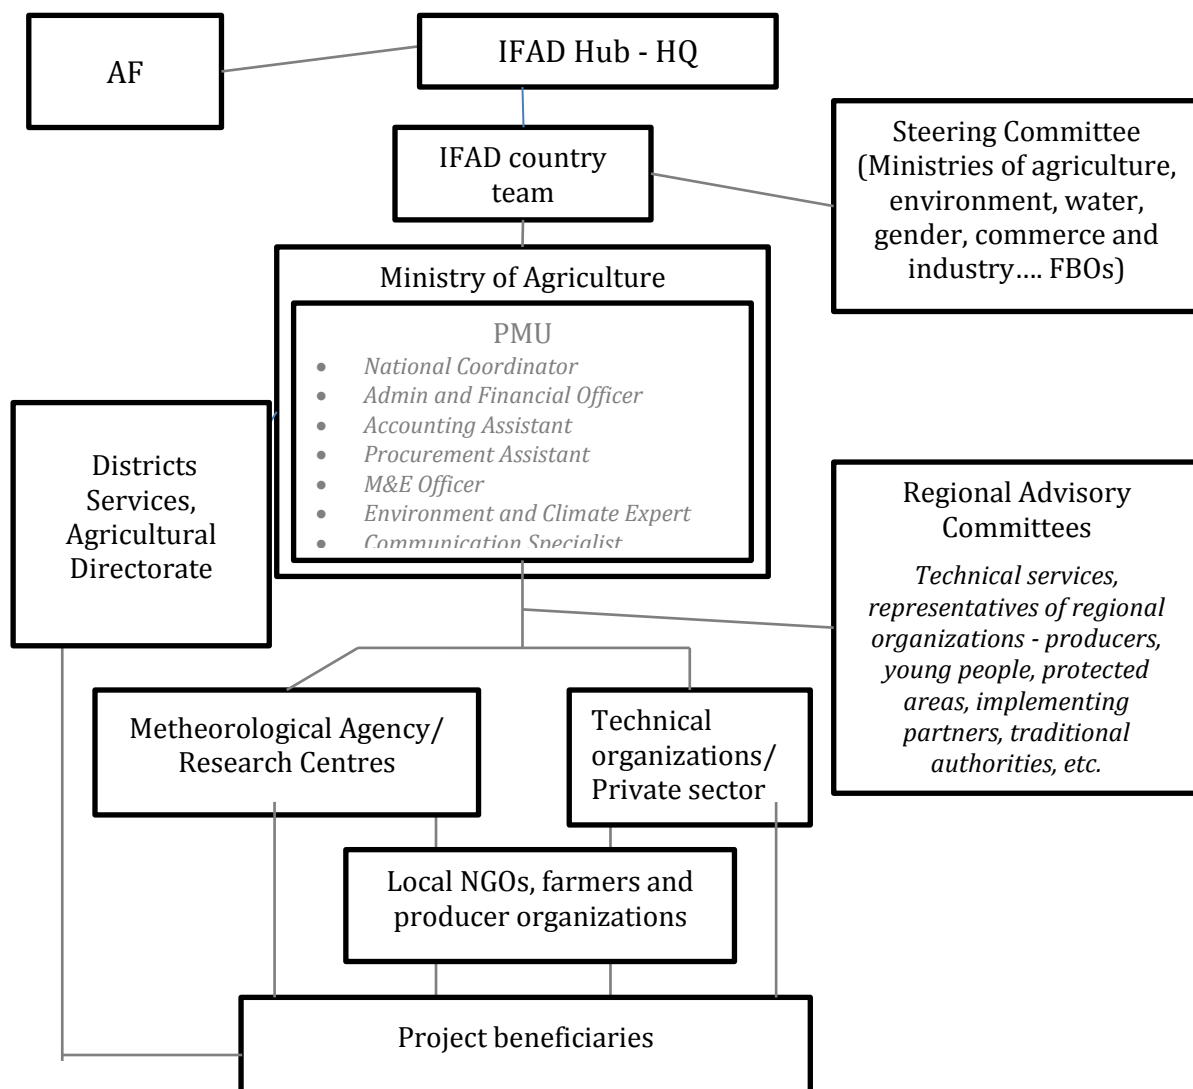 AF
IFAD Hub - HQ
IFAD country
team
Steering Committee
(Ministries of agriculture,
environment, water,
gender, commerce and
industry…. FBOs)
Ministry of Agriculture
PMU
• National Coordinator
• Admin and Financial Officer
• Accounting Assistant
• Procurement Assistant
• M&E Officer
• Environment and Climate Expert
• Communication Specialist
Districts
Services,
Agricultural
Directorate
Regional Advisory
Committees
Technical services,
representatives of regional
organizations - producers,
young people, protected
areas, implementing
partners, traditional
authorities, etc.
Metheorological Agency/
Research Centres
Technical
organizations/
Private sector
Local NGOs, farmers and
producer organizations
Project beneficiaries